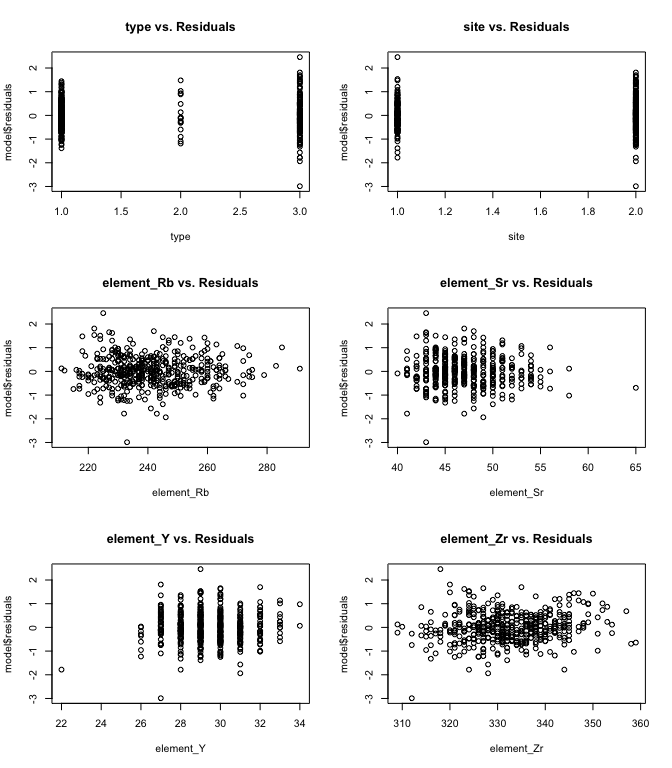 type vs. Residuals
model$residuals
-3 -2 -1 0 1 2
1.0 1.5 2.0 2.5 3.0
type
site vs. Residuals
model$residuals
-3 -2 -1 0 1 2
1.0 1.2 1.4 1.6 1.8 2.0
site
element_Rb vs. Residuals
model$residuals
-3 -2 -1 0 1 2
220 240 260 280
element_Rb
element_Sr vs. Residuals
model$residuals
-3 -2 -1 0 1 2
40 45 50 55 60 65
element_Sr
element_Y vs. Residuals
model$residuals
-3 -2 -1 0 1 2
22 24 26 28 30 32 34
element_Y
element_Zr vs. Residuals
model$residuals
-3 -2 -1 0 1 2
310 320 330 340 350 360
element_Zr